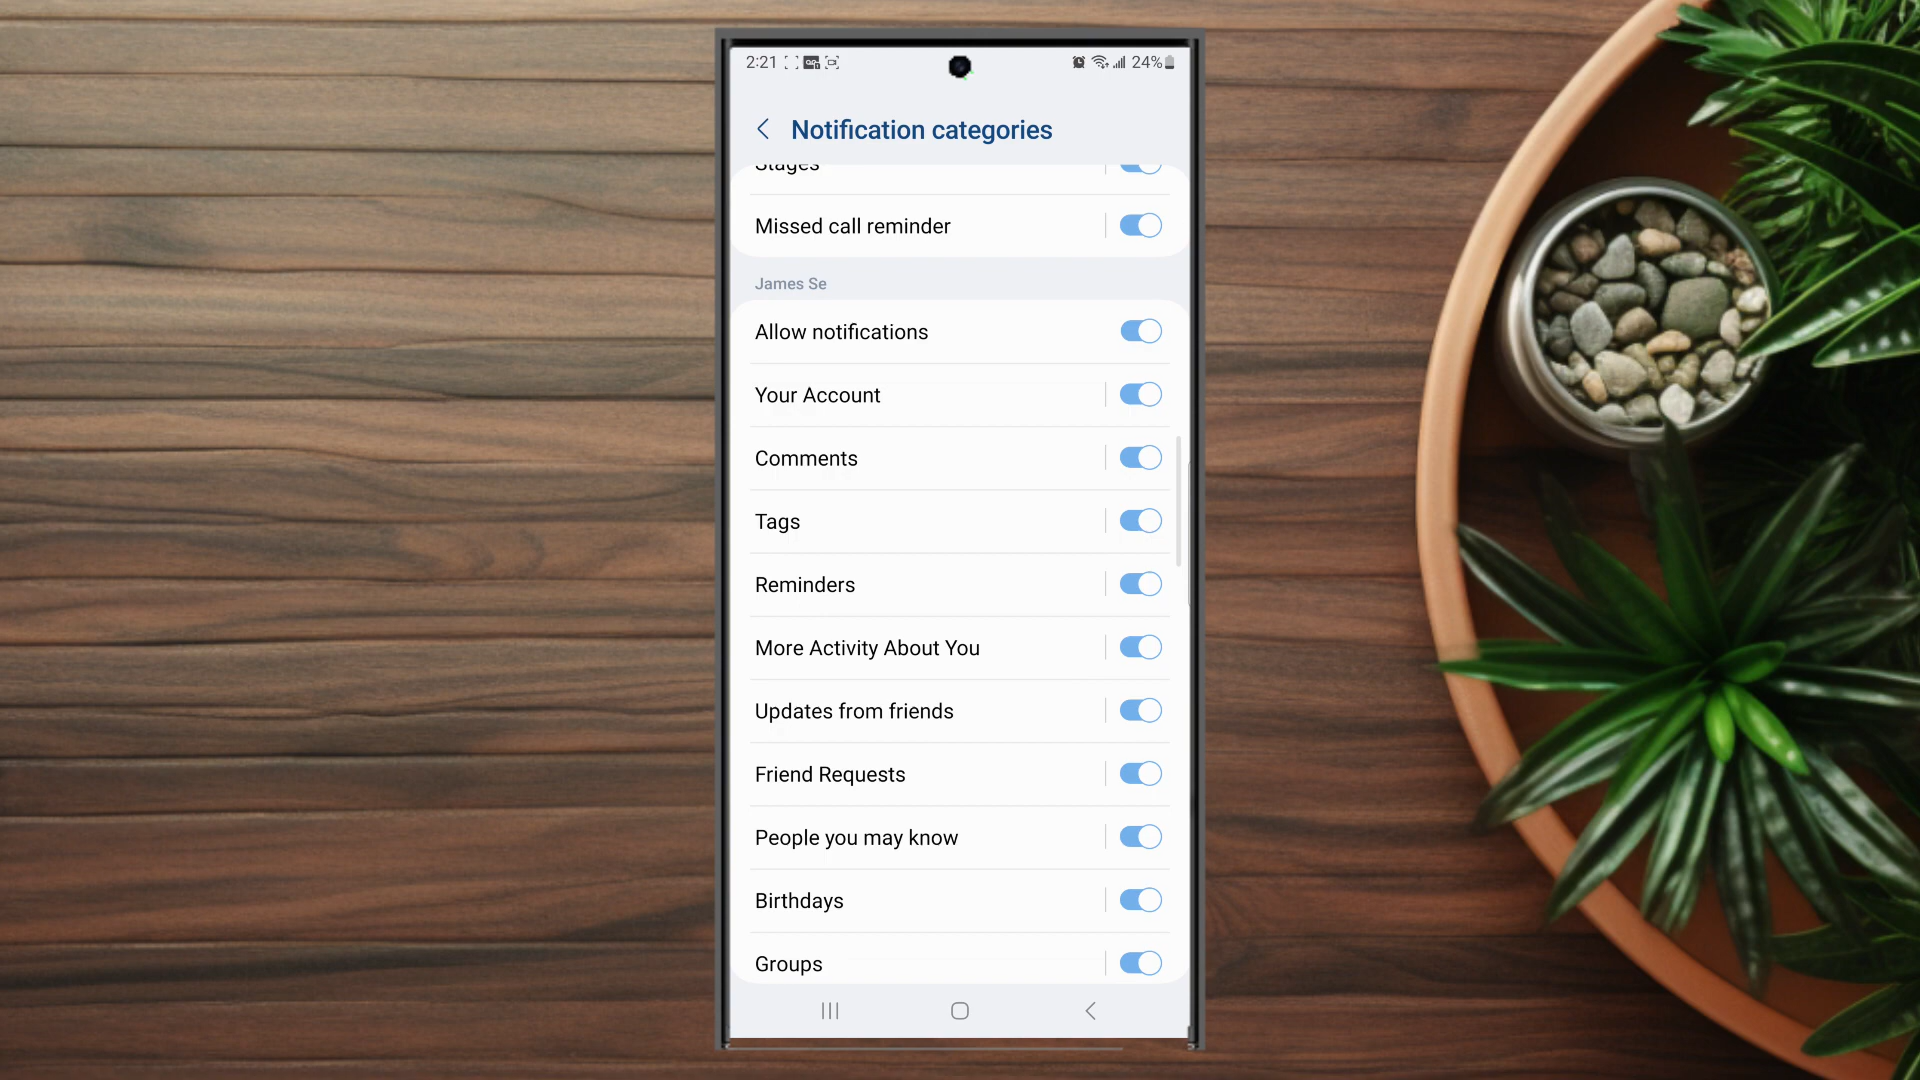 2:21
24%
Notification categories
Stages
Missed call reminder
James Se
Allow notifications
Your Account
Comments
Tags
Reminders
More Activity About You
Updates from friends
Friend Requests
People you may know
Birthdays
Groups